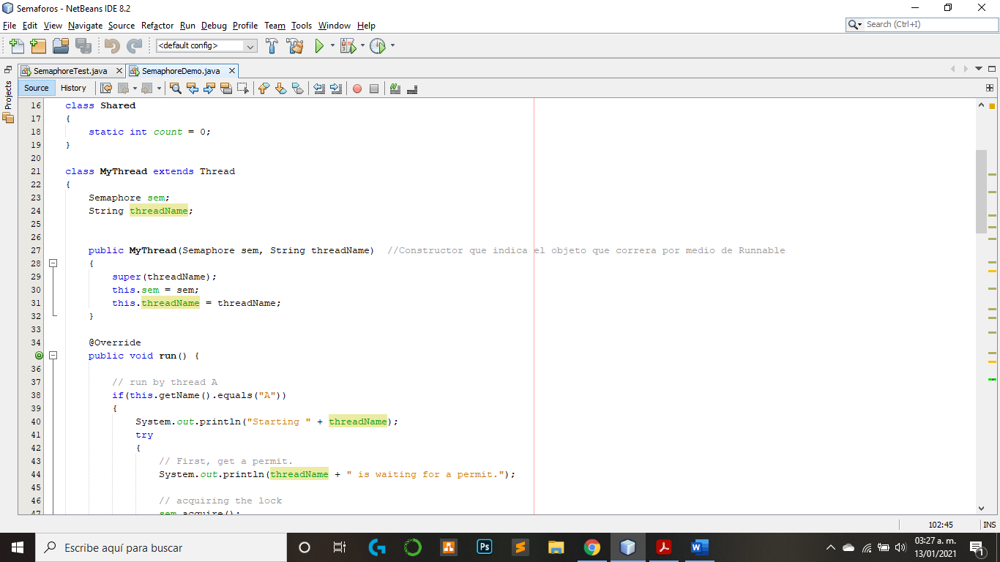 Semaforos - NetBeans IDE 8.2
File Edit View Navigate Source Refactor Run Debug Profile Team Tools Window Help
Search (Ctrl+I)
<default config>
SemaphoreTest.java SemaphoreDemo.java
Projects
Source History
16 class Shared
17 {
18 static int count = 0;
19 }
20
21 class MyThread extends Thread
22 {
23 Semaphore sem;
24 String threadName;
25
26
27 public MyThread(Semaphore sem, String threadName) //Constructor que indica el objeto que correra por medio de Runnable
28 {
29 super(threadName);
30 this.sem = sem;
31 this.threadName = threadName;
32 }
33
34 @Override
public void run() {
36
37 // run by thread A
38 if(this.getName().equals("A"))
39 {
40 System.out.println("Starting " + threadName);
41 try
42 {
43 // First, get a permit.
44 System.out.println(threadName + " is waiting for a permit.");
45
46 // acquiring the lock
47 sem.acquire();
102:45 INS
Escribe aquí para buscar
Ps
W
03:27 a. m.
13/01/2021
1